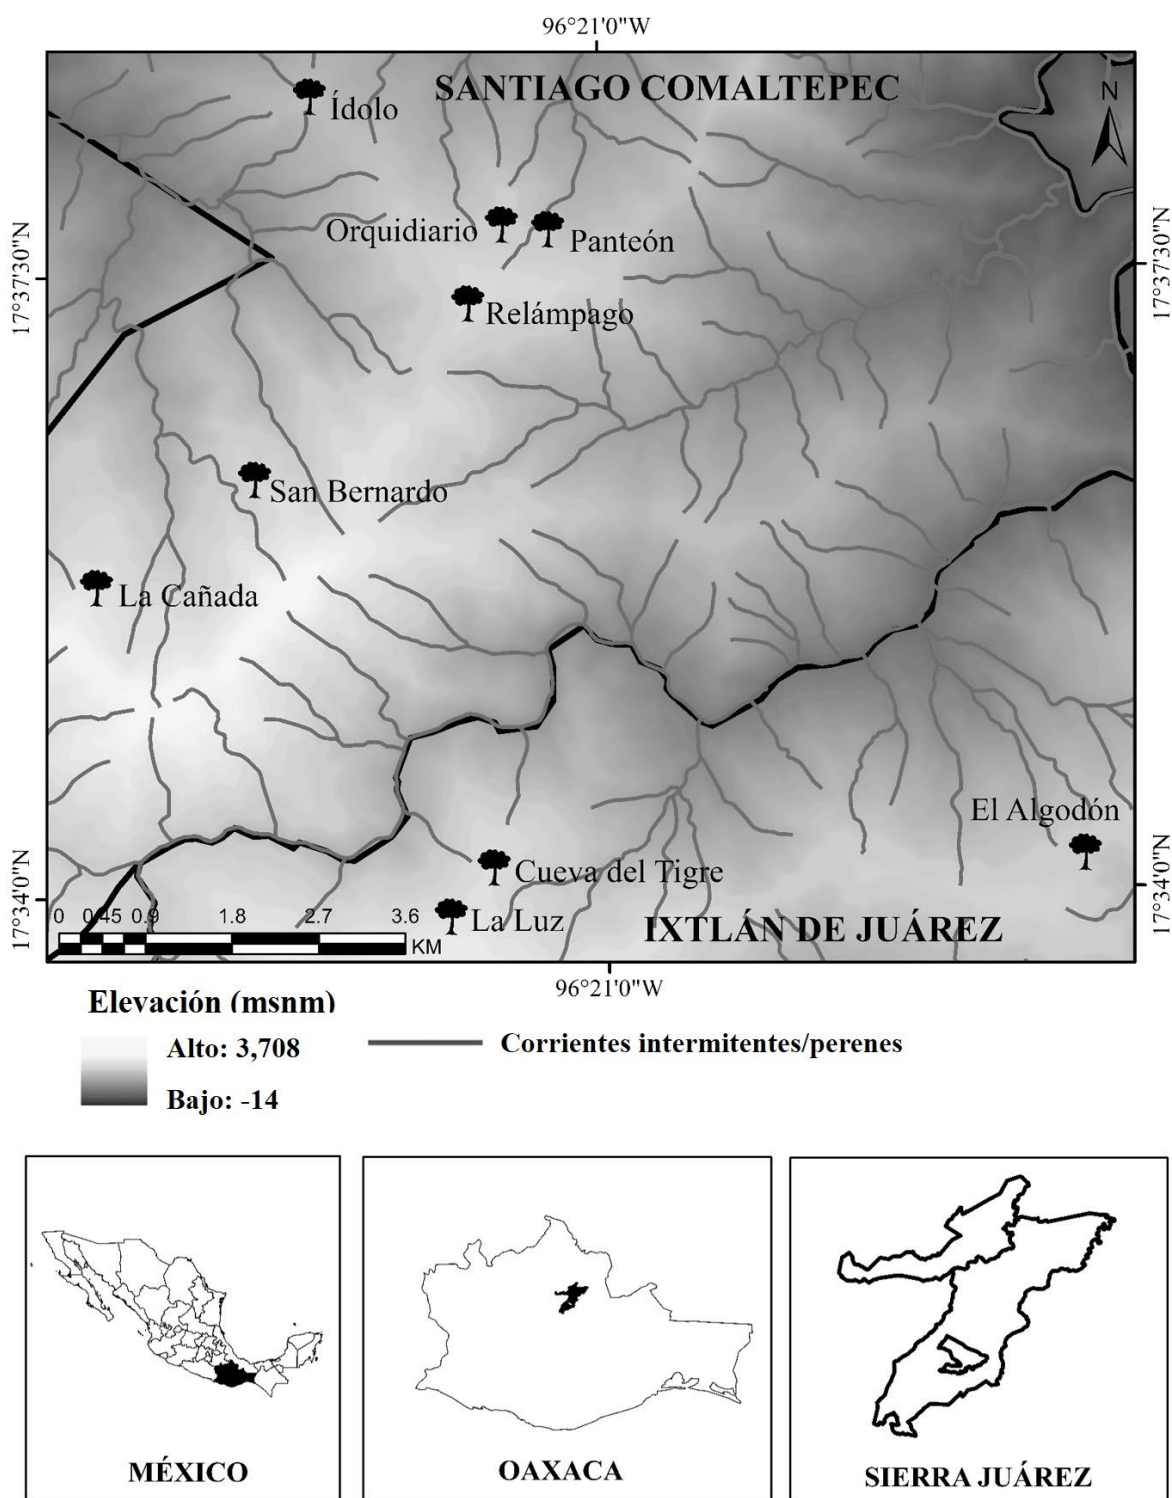 96°21'0"W
SANTIAGO COMALTEPEC
N
Ídolo
Orquidiario
Panteón
17°37'30"N
17°37'30"N
Relámpago
San Bernardo
La Cañada
El Algodón
Cueva del Tigre
17°34'0"N
17°34'0"N
La Luz
IXTLÁN DE JUÁREZ
0 0.45 0.9 1.8 2.7 3.6
KM
96°21'0"W
Elevación (msnm)
Alto: 3,708
Corrientes intermitentes/perenes
Bajo: -14
MÉXICO
OAXACA
SIERRA JUÁREZ